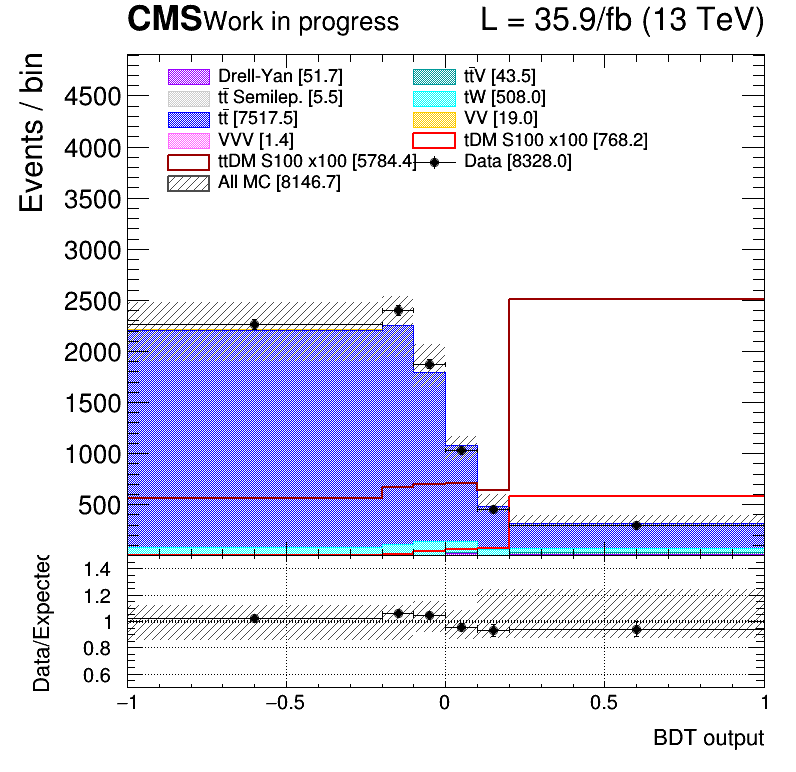 CMS Work in progress L = 35.9/fb (13 TeV)
Events / bin
Drell-Yan [51.7] tt̄V [43.5]
tt̄ Semilep. [5.5] tW [508.0]
tt̄ [7517.5] VV [19.0]
VVV [1.4] tDM S100 x100 [768.2]
ttDM S100 x100 [5784.4] Data [8328.0]
All MC [8146.7]
4500
4000
3500
3000
2500
2000
1500
1000
500
Data/Expected
1.4
1.2
1
0.8
0.6
−1 −0.5 0 0.5 1
BDT output